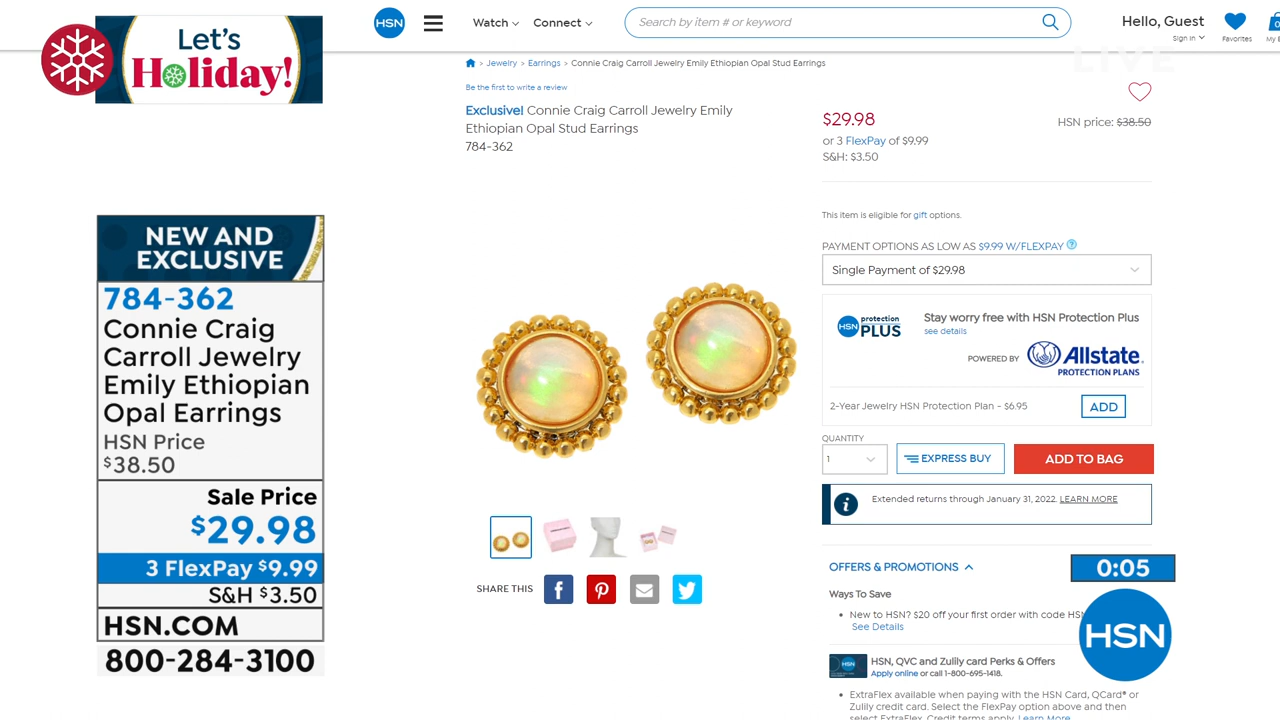 Let's
Holiday!
NEW AND
EXCLUSIVE
784-362
Connie Craig
Carroll Jewelry
Emily Ethiopian
Opal Earrings
HSN Price
$38.50
Sale Price
$29.98
3 FlexPay $9.99
S&H $3.50
HSN.COM
800-284-3100
HSN
Watch
Connect
Search by item # or keyword
Hello, Guest
Sign In
Favorites
0
LIVE
> Jewelry > Earrings > Connie Craig Carroll Jewelry Emily Ethiopian Opal Stud Earrings
Be the first to write a review
Exclusive! Connie Craig Carroll Jewelry Emily
Ethiopian Opal Stud Earrings
784-362
SHARE THIS
$29.98
HSN price: $38.50
or 3 FlexPay of $9.99
S&H: $3.50
This item is eligible for gift options.
PAYMENT OPTIONS AS LOW AS $9.99 W/FLEXPAY ?
Single Payment of $29.98
HSN protection PLUS
Stay worry free with HSN Protection Plus
see details
POWERED BY Allstate.
PROTECTION PLANS
2-Year Jewelry HSN Protection Plan - $6.95
ADD
QUANTITY
1
EXPRESS BUY
ADD TO BAG
Extended returns through January 31, 2022. LEARN MORE
OFFERS & PROMOTIONS
0:05
Ways To Save
• New to HSN? $20 off your first order with code
See Details
HSN
HSN, QVC and Zulily card Perks & Offers
Apply online or call 1-800-695-1418.
• ExtraFlex available when paying with the HSN Card, QCard® or
Zulily credit card. Select the FlexPay option above and then
select ExtraFlex. Credit terms apply. Learn More